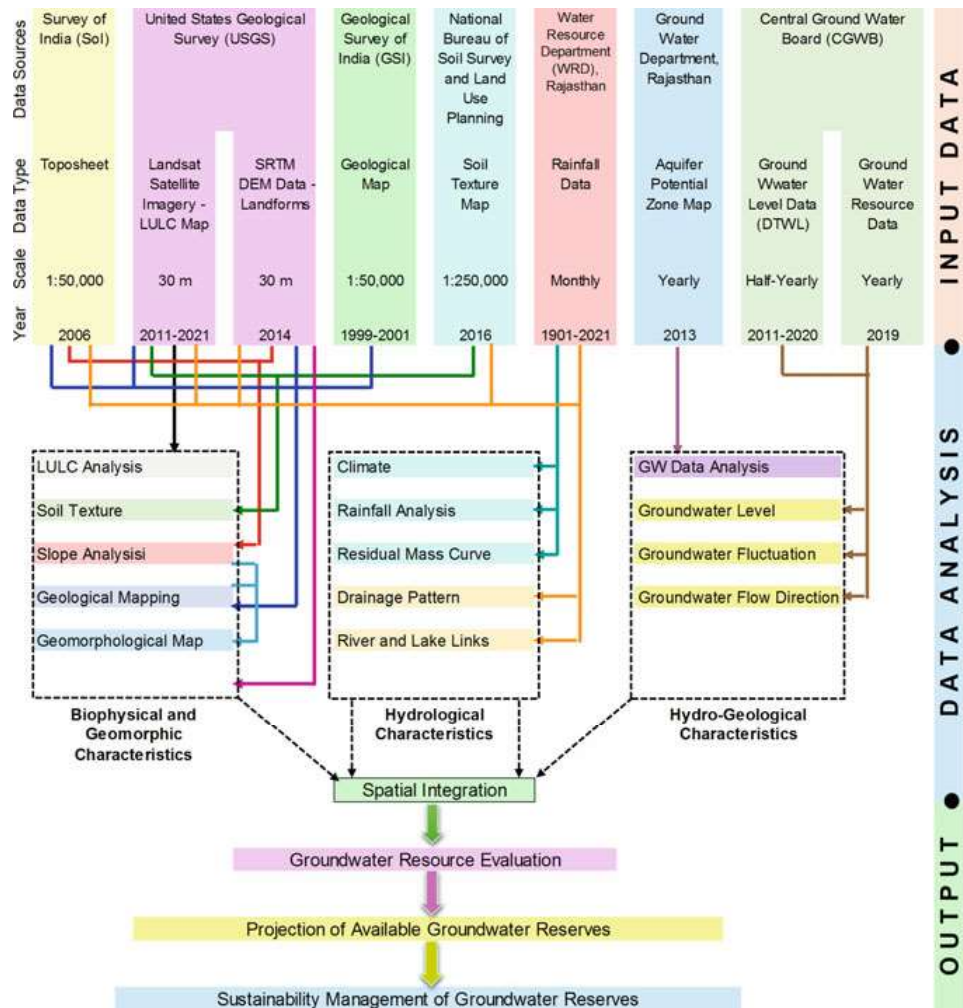 Data Sources
Survey of
India (SoI)
United States Geological
Survey (USGS)
Geological
Survey of
India (GSI)
National
Bureau of
Soil Survey
and Land
Use
Planning
Water
Resource
Department
(WRD),
Rajasthan
Ground
Water
Department,
Rajasthan
Central Ground Water
Board (CGWB)
INPUT DATA
Data Type
Toposheet
Landsat
Satellite
Imagery -
LULC Map
SRTM
DEM Data -
Landforms
Geological
Map
Soil
Texture
Map
Rainfall
Data
Aquifer
Potential
Zone Map
Ground
Wwater
Level Data
(DTWL)
Ground
Water
Resource
Data
Scale
1:50,000
30 m
30 m
1:50,000
1:250,000
Monthly
Yearly
Half-Yearly
Yearly
Year
2006
2011-2021
2014
1999-2001
2016
1901-2021
2013
2011-2020
2019
DATA ANALYSIS
LULC Analysis
Soil Texture
Slope Analysisi
Geological Mapping
Geomorphological Map
Biophysical and
Geomorphic
Characteristics
Climate
Rainfall Analysis
Residual Mass Curve
Drainage Pattern
River and Lake Links
Hydrological
Characteristics
GW Data Analysis
Groundwater Level
Groundwater Fluctuation
Groundwater Flow Direction
Hydro-Geological
Characteristics
Spatial Integration
OUTPUT
Groundwater Resource Evaluation
Projection of Available Groundwater Reserves
Sustainability Management of Groundwater Reserves